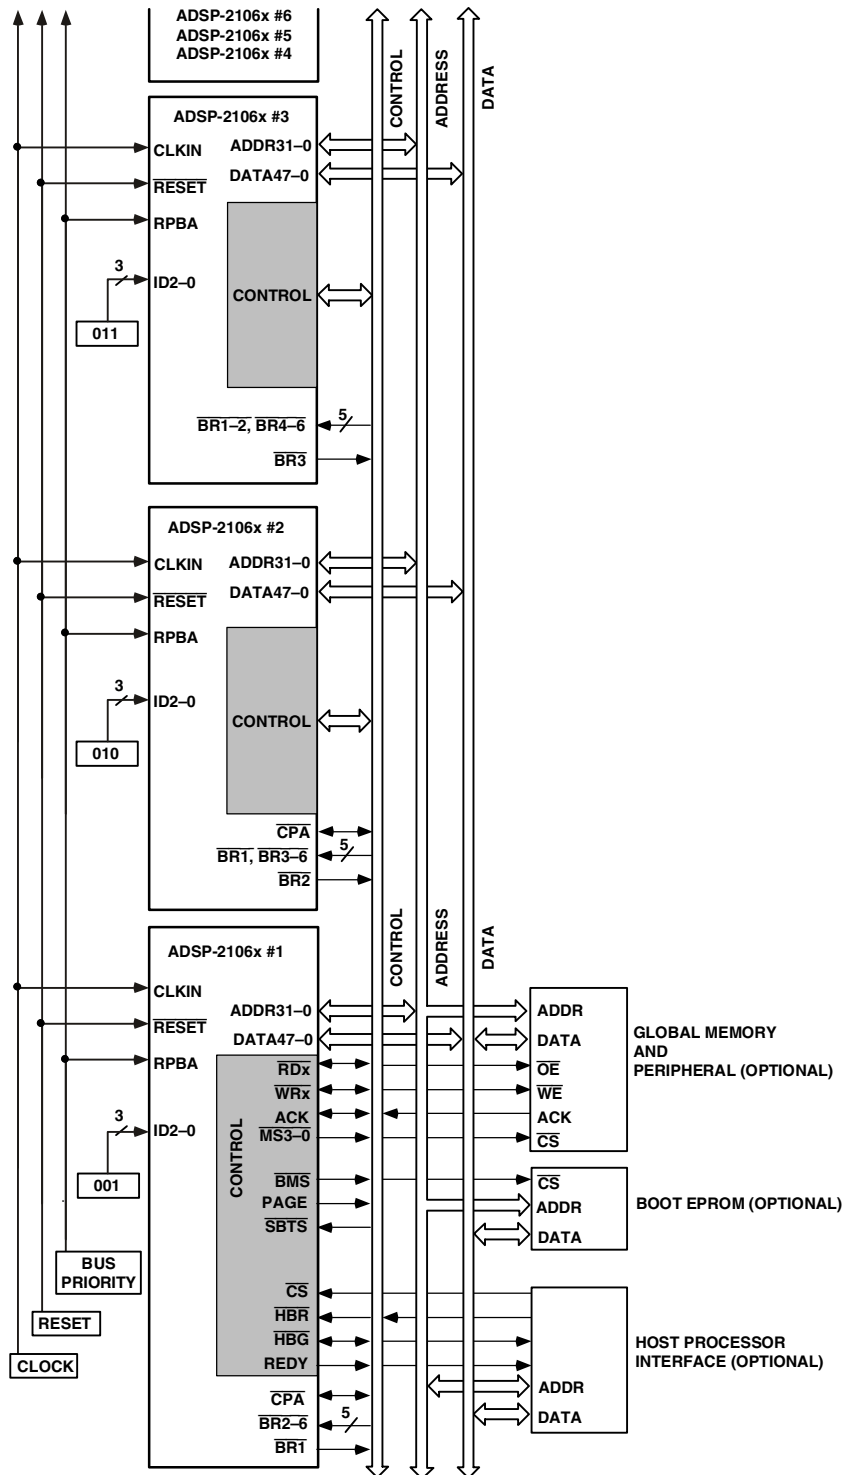 ADSP-2106x #6
ADSP-2106x #5
ADSP-2106x #4
CONTROL
ADDRESS
DATA
ADSP-2106x #3
CLKIN
ADDR31–0
DATA47–0
RESET
RPBA
3
ID2–0
CONTROL
011
5
BR1–2, BR4–6
BR3
ADSP-2106x #2
CLKIN
ADDR31–0
DATA47–0
RESET
RPBA
3
ID2–0
CONTROL
010
CPA
5
BR1, BR3–6
BR2
CONTROL
ADDRESS
DATA
ADSP-2106x #1
CLKIN
ADDR31–0
RESET
DATA47–0
RPBA
RDx
WRx
ACK
MS3–0
3
ID2–0
CONTROL
001
BMS
PAGE
SBTS
CS
HBR
HBG
REDY
CPA
5
BR2–6
BR1
ADDR
DATA
OE
WE
ACK
CS
GLOBAL MEMORY
AND
PERIPHERAL (OPTIONAL)
CS
ADDR
DATA
BOOT EPROM (OPTIONAL)
ADDR
DATA
HOST PROCESSOR
INTERFACE (OPTIONAL)
BUS
PRIORITY
RESET
CLOCK